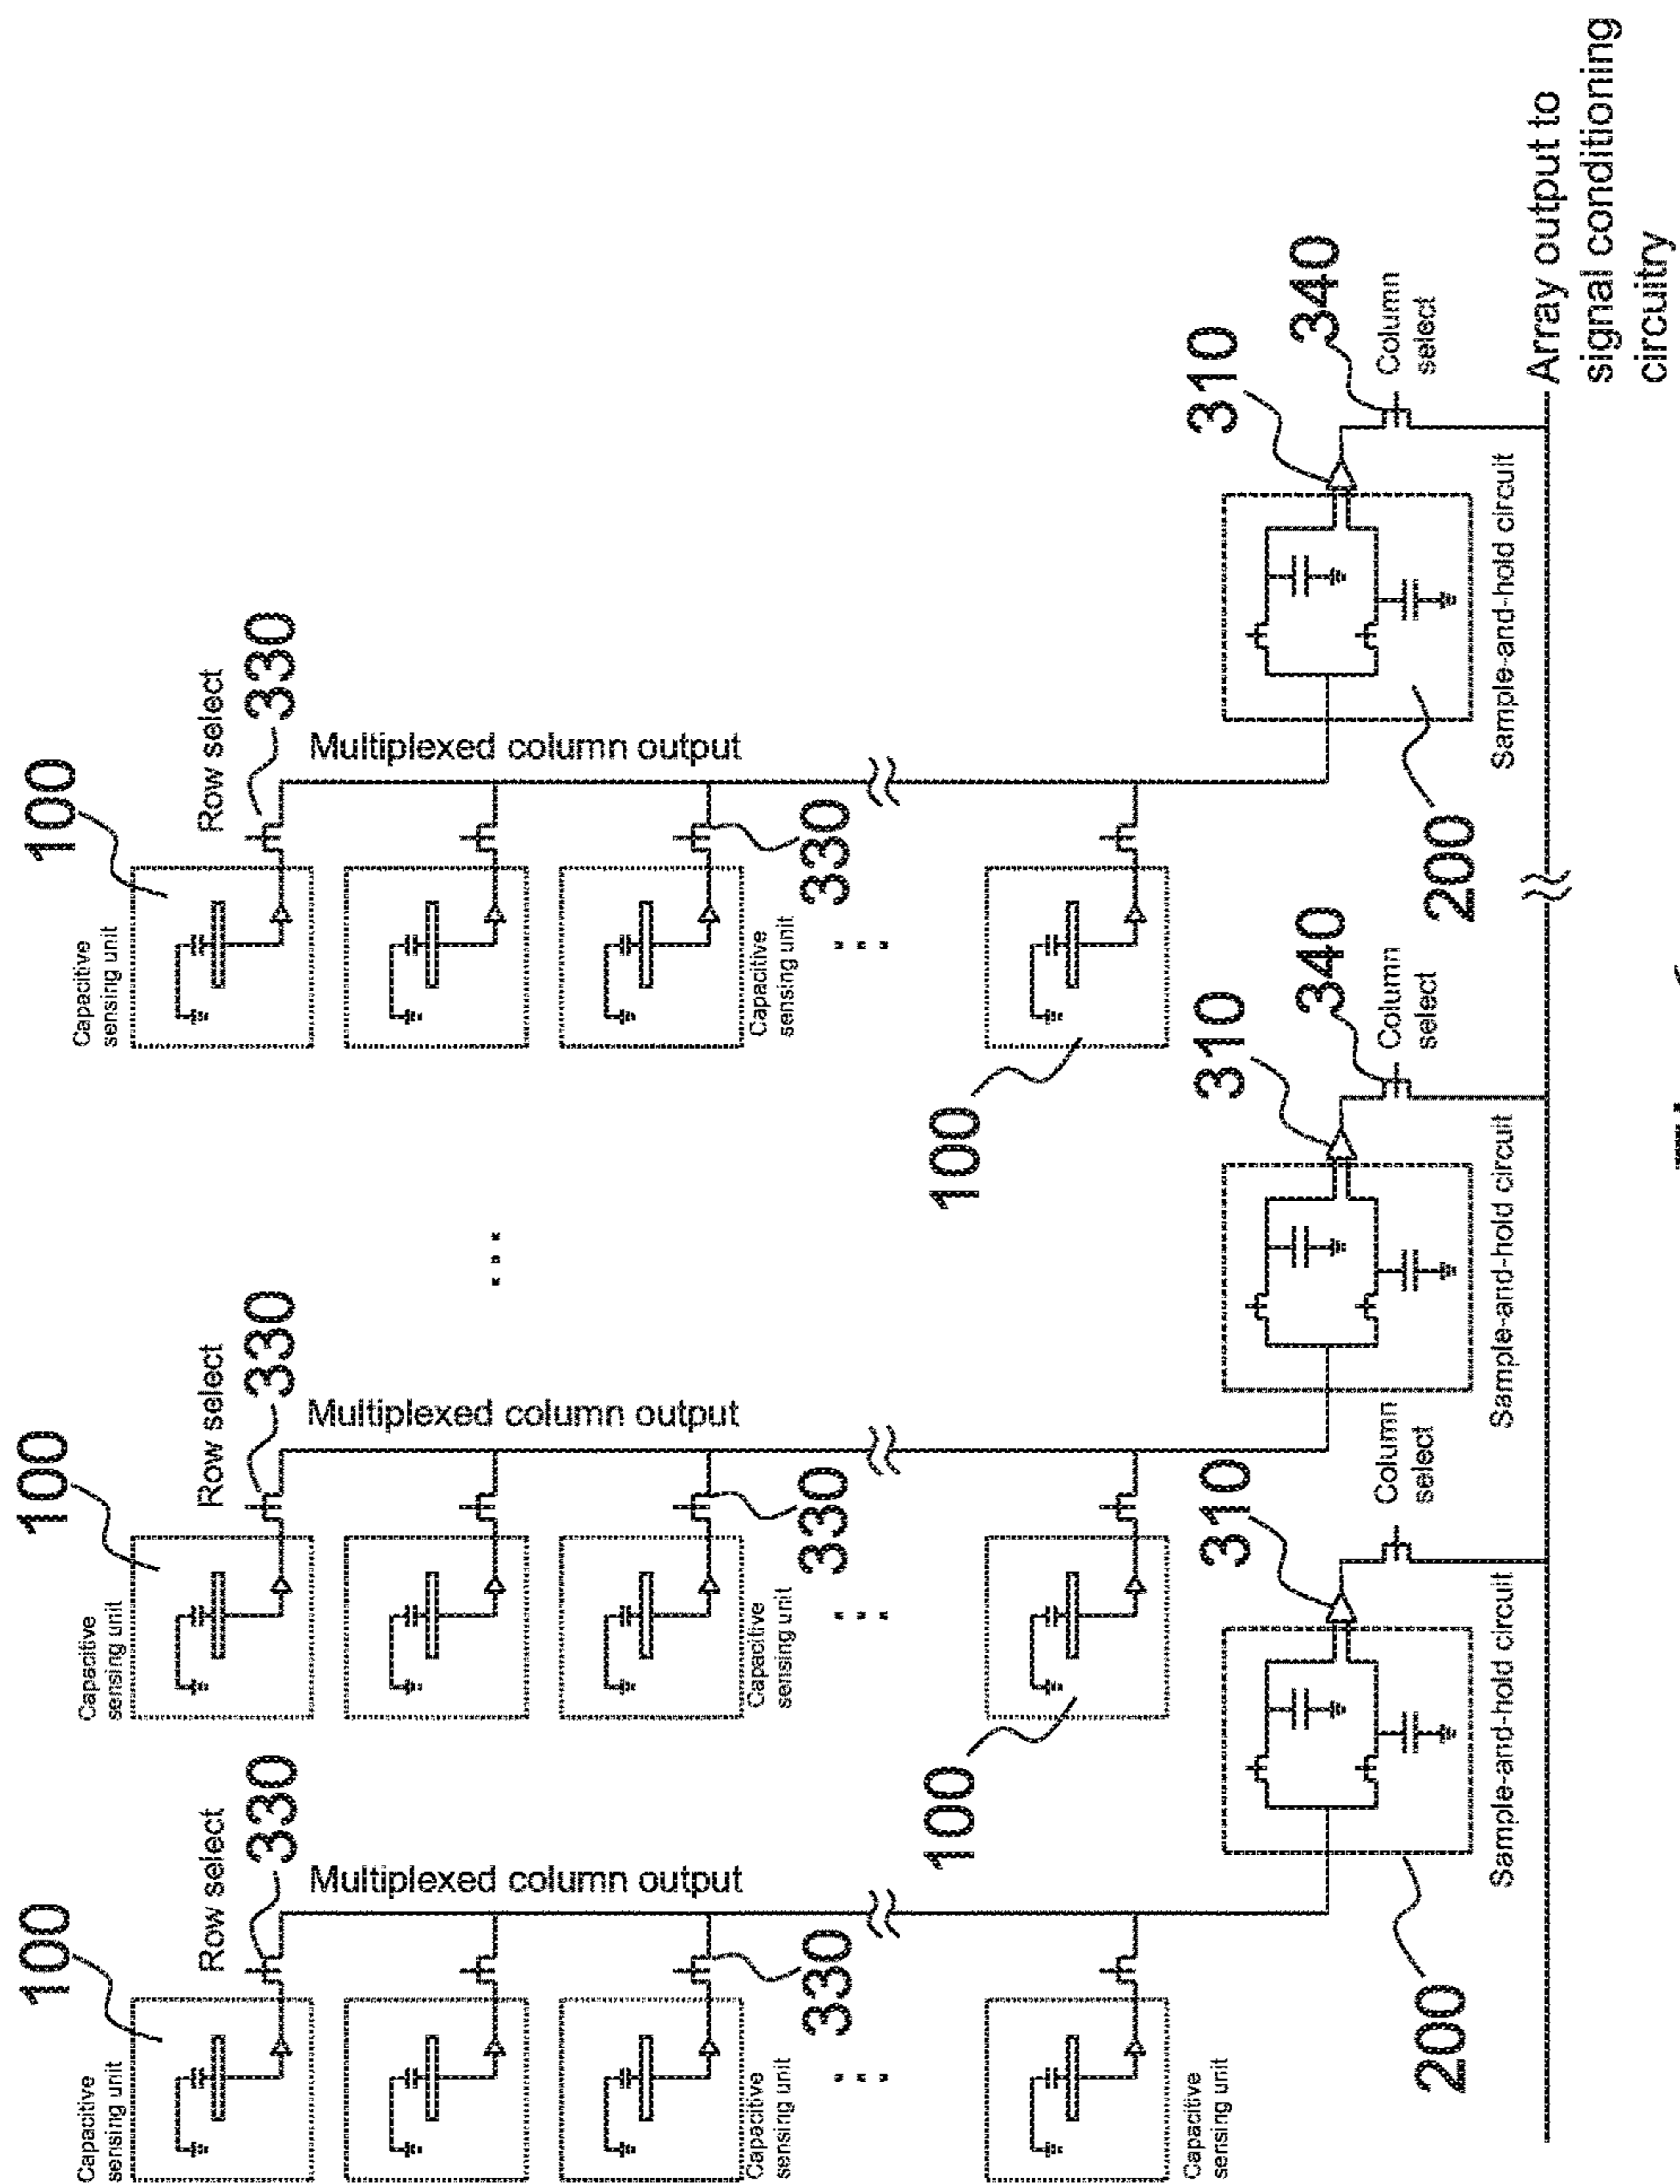 100
100
100
Capacitive
sensing unit
Capacitive
sensing unit
Capacitive
sensing unit
Row select
Row select
Row select
330
330
330
Multiplexed column output
Multiplexed column output
Multiplexed column output
Capacitive
sensing unit
Capacitive
sensing unit
Capacitive
sensing unit
330
330
330
...
...
...
...
100
100
Capacitive
sensing unit
310
310
310
340
340
Column
select
Column
select
Column
select
200
200
Sample-and-hold circuit
Sample-and-hold circuit
Sample-and-hold circuit
Array output to
signal conditioning
circuitry